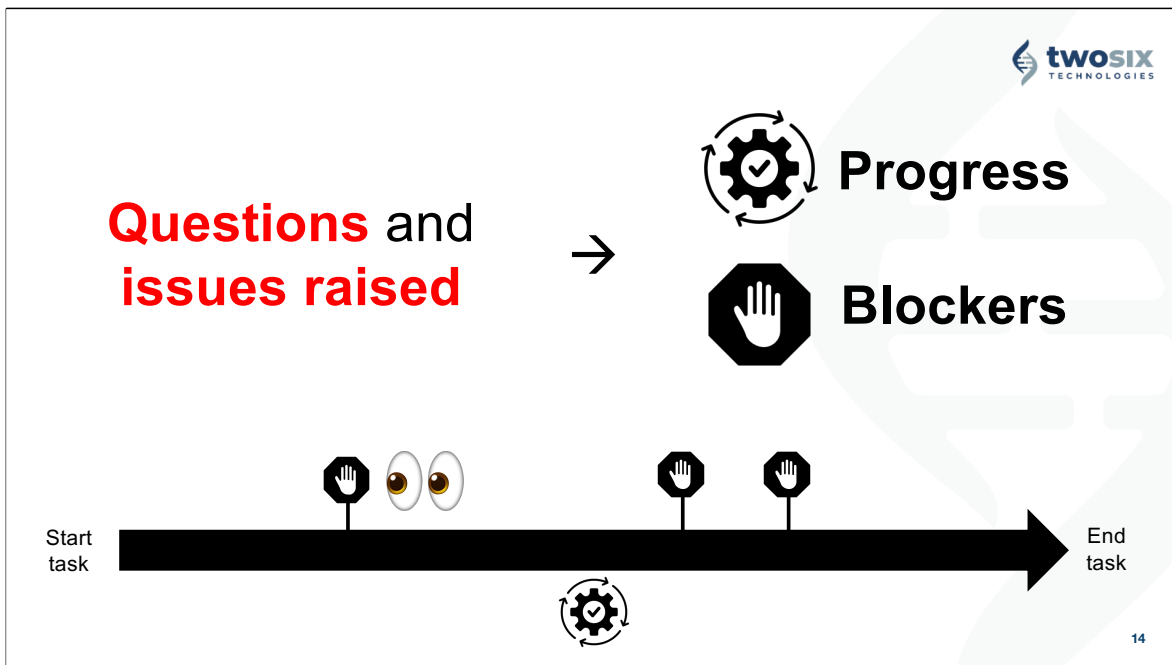 twosix
TECHNOLOGIES
Questions and
issues raised
→
Progress
Blockers
Start
task
End
task
14